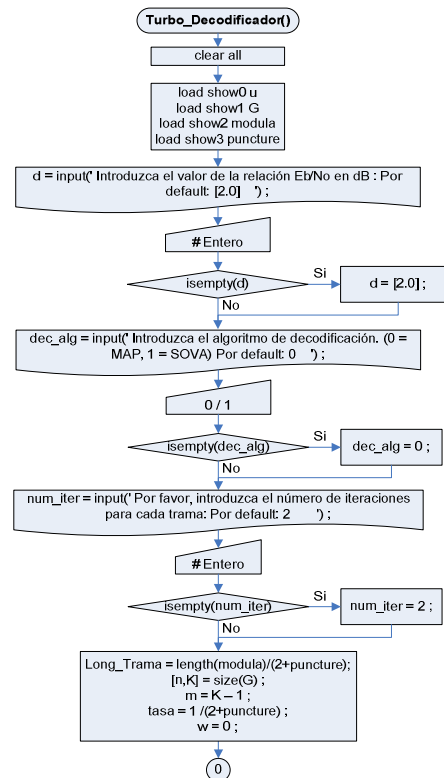 Turbo_Decodificador()
clear all
load show0 u
load show1 G
load show2 modula
load show3 puncture
d = input(' Introduzca el valor de la relación Eb/No en dB : Por
default: [2.0] ') ;
# Entero
isempty(d)
Si
d = [2.0] ;
No
dec_alg = input(' Introduzca el algoritmo de decodificación. (0 =
MAP, 1 = SOVA) Por default: 0 ') ;
0 / 1
isempty(dec_alg)
Si
dec_alg = 0 ;
No
num_iter = input(' Por favor, introduzca el número de iteraciones
para cada trama: Por default: 2 ') ;
# Entero
isempty(num_iter)
Si
num_iter = 2 ;
No
Long_Trama = length(modula)/(2+puncture);
[n,K] = size(G) ;
m = K – 1 ;
tasa = 1 /(2+puncture) ;
w = 0 ;
0